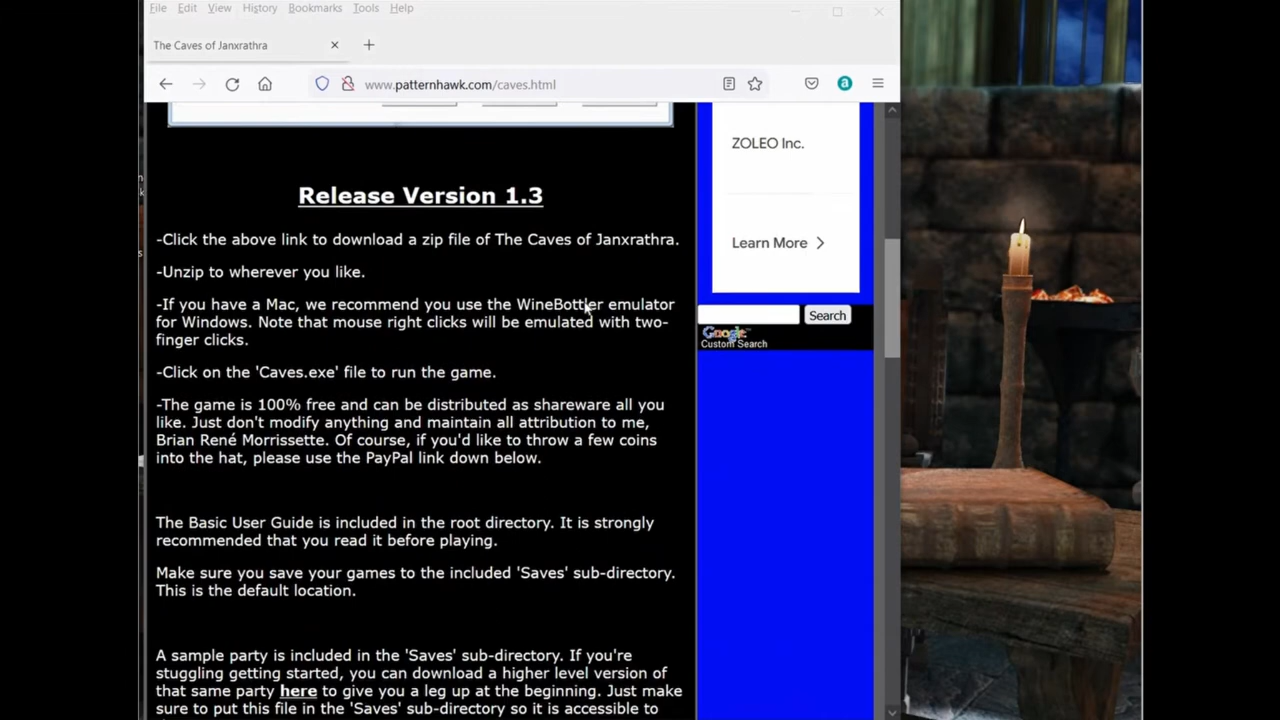 File Edit View History Bookmarks Tools Help
The Caves of Janxrathra
www.patternhawk.com/caves.html
Release Version 1.3
-Click the above link to download a zip file of The Caves of Janxrathra.
-Unzip to wherever you like.
-If you have a Mac, we recommend you use the WineBottler emulator
for Windows. Note that mouse right clicks will be emulated with two-
finger clicks.
-Click on the 'Caves.exe' file to run the game.
-The game is 100% free and can be distributed as shareware all you
like. Just don't modify anything and maintain all attribution to me,
Brian René Morrissette. Of course, if you'd like to throw a few coins
into the hat, please use the PayPal link down below.
The Basic User Guide is included in the root directory. It is strongly
recommended that you read it before playing.
Make sure you save your games to the included 'Saves' sub-directory.
This is the default location.
A sample party is included in the 'Saves' sub-directory. If you're
stuggling getting started, you can download a higher level version of
that same party here to give you a leg up at the beginning. Just make
sure to put this file in the 'Saves' sub-directory so it is accessible to
ZOLEO Inc.
Learn More
Search
Google
Custom Search